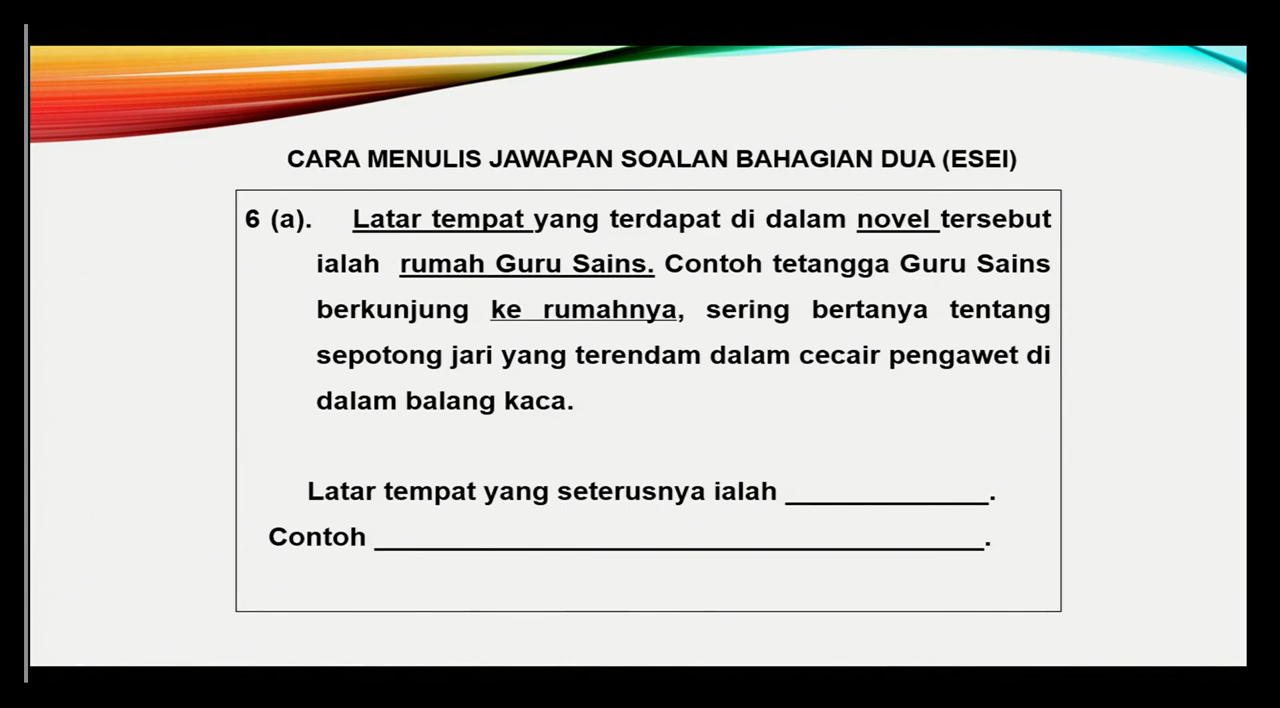 CARA MENULIS JAWAPAN SOALAN BAHAGIAN DUA (ESEI)
6 (a). Latar tempat yang terdapat di dalam novel tersebut
ialah rumah Guru Sains. Contoh tetangga Guru Sains
berkunjung ke rumahnya, sering bertanya tentang
sepotong jari yang terendam dalam cecair pengawet di
dalam balang kaca.
Latar tempat yang seterusnya ialah ______________.
Contoh __________________________________________.